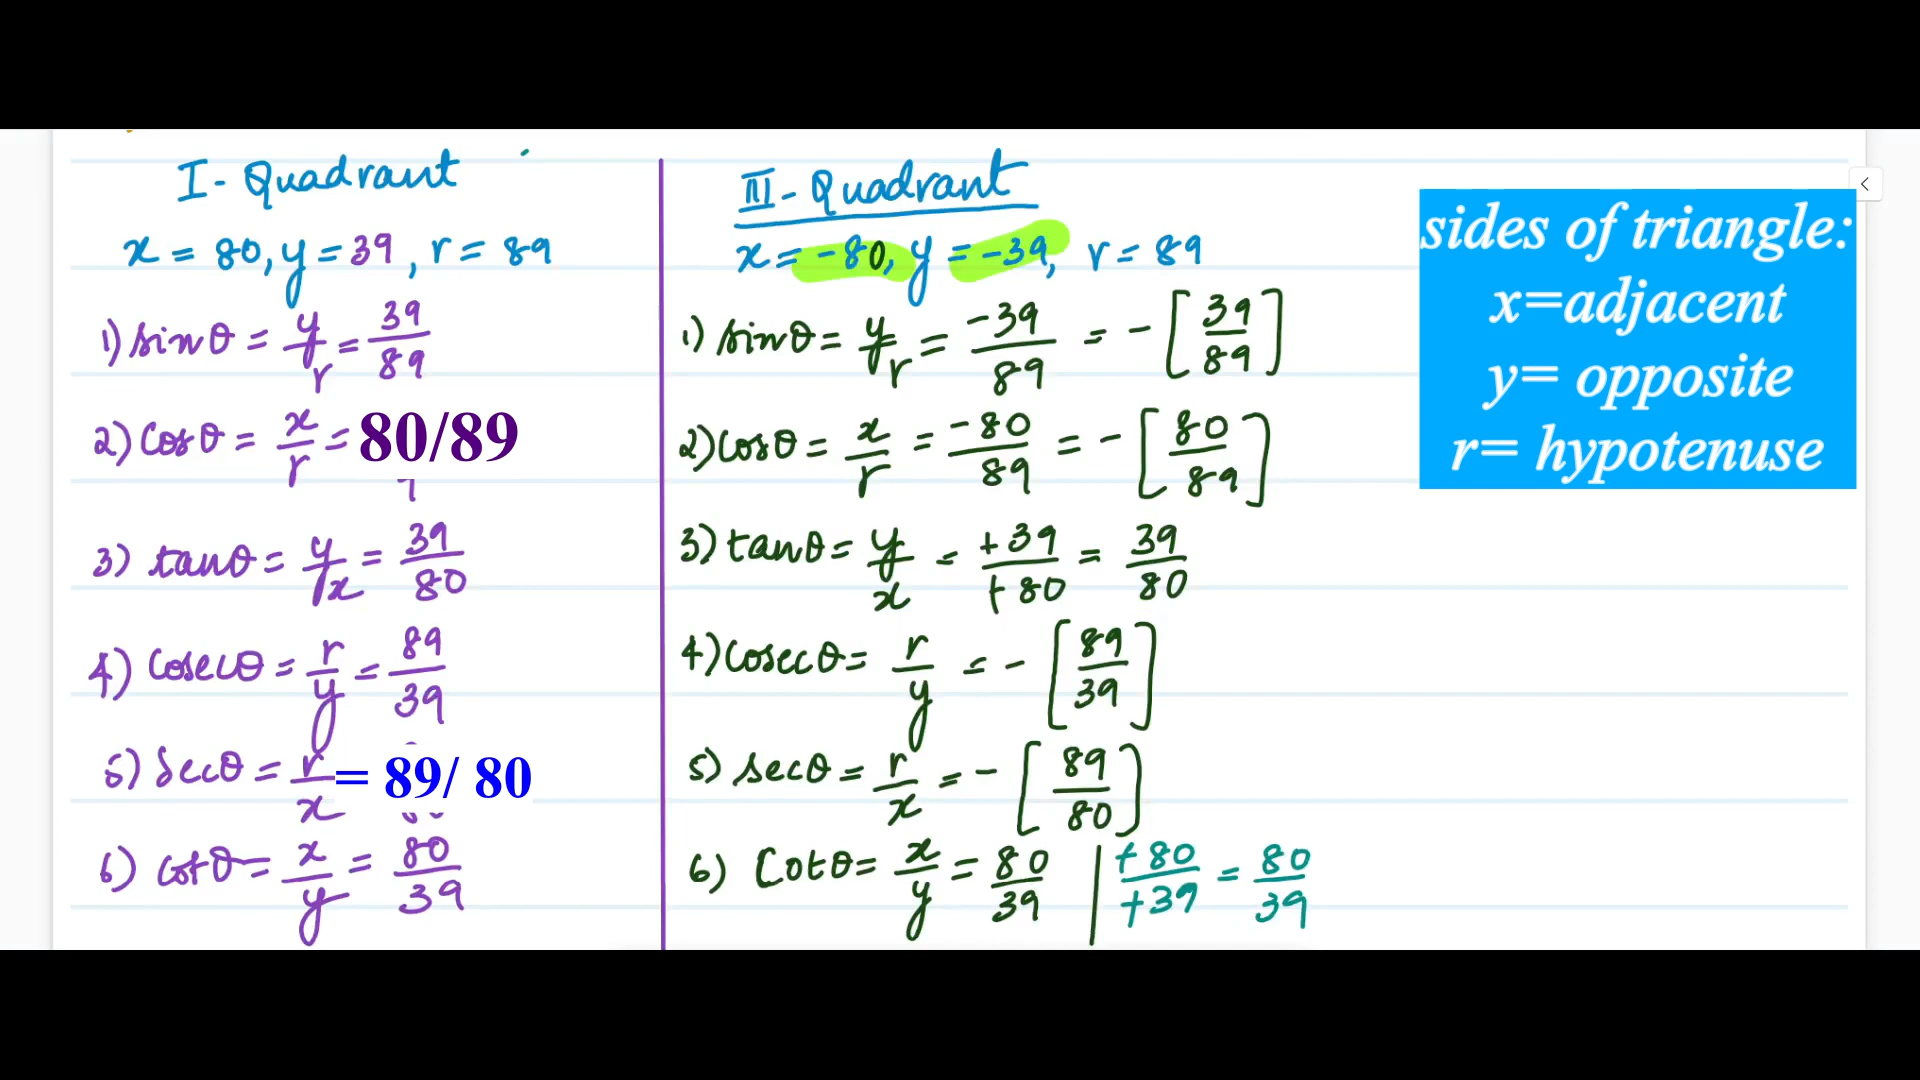 I - Quadrant
x = 80, y = 39, r = 89
1) sinθ = y/r = 39/89
2) cosθ = x/r = 80/89
3) tanθ = y/x = 39/80
4) cosecθ = r/y = 89/39
5) secθ = r/x = 89/ 80
6) cotθ = x/y = 80/39
III - Quadrant
x = -80, y = -39, r = 89
1) sinθ = y/r = -39/89 = -[39/89]
2) cosθ = x/r = -80/89 = -[80/89]
3) tanθ = y/x = +39/+80 = 39/80
4) cosecθ = r/y = -[89/39]
5) secθ = r/x = -[89/80]
6) Cotθ = x/y = 80/39 | +80/+39 = 80/39
sides of triangle:
x=adjacent
y= opposite
r= hypotenuse